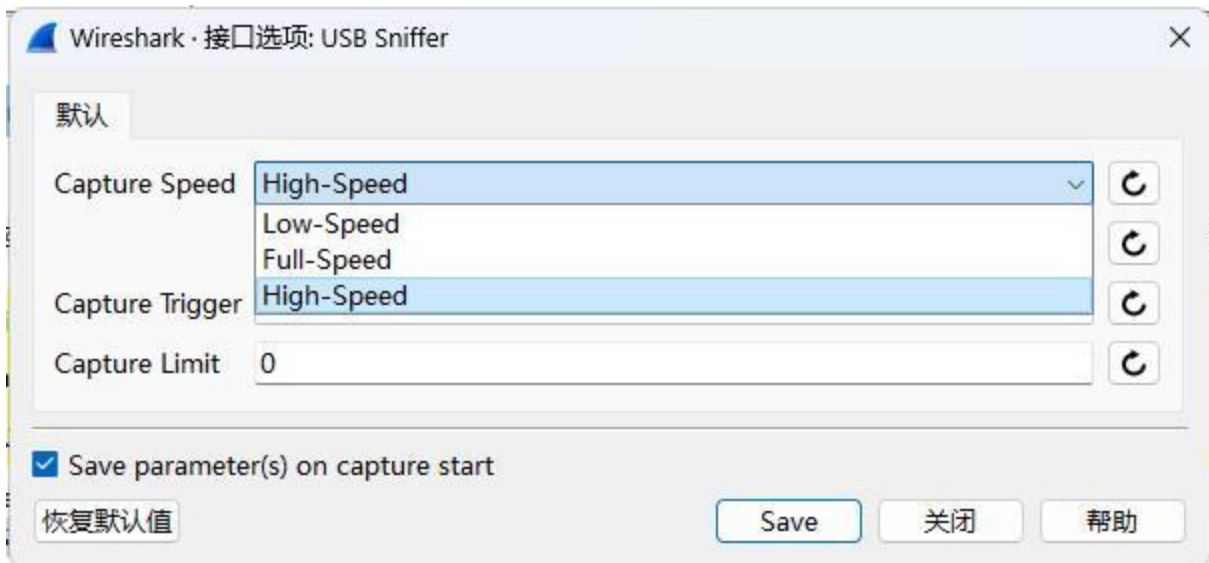 Wireshark · 接口选项: USB Sniffer
默认
Capture Speed High-Speed
Low-Speed
Full-Speed
High-Speed
Capture Trigger
Capture Limit 0
Save parameter(s) on capture start
恢复默认值 Save 关闭 帮助